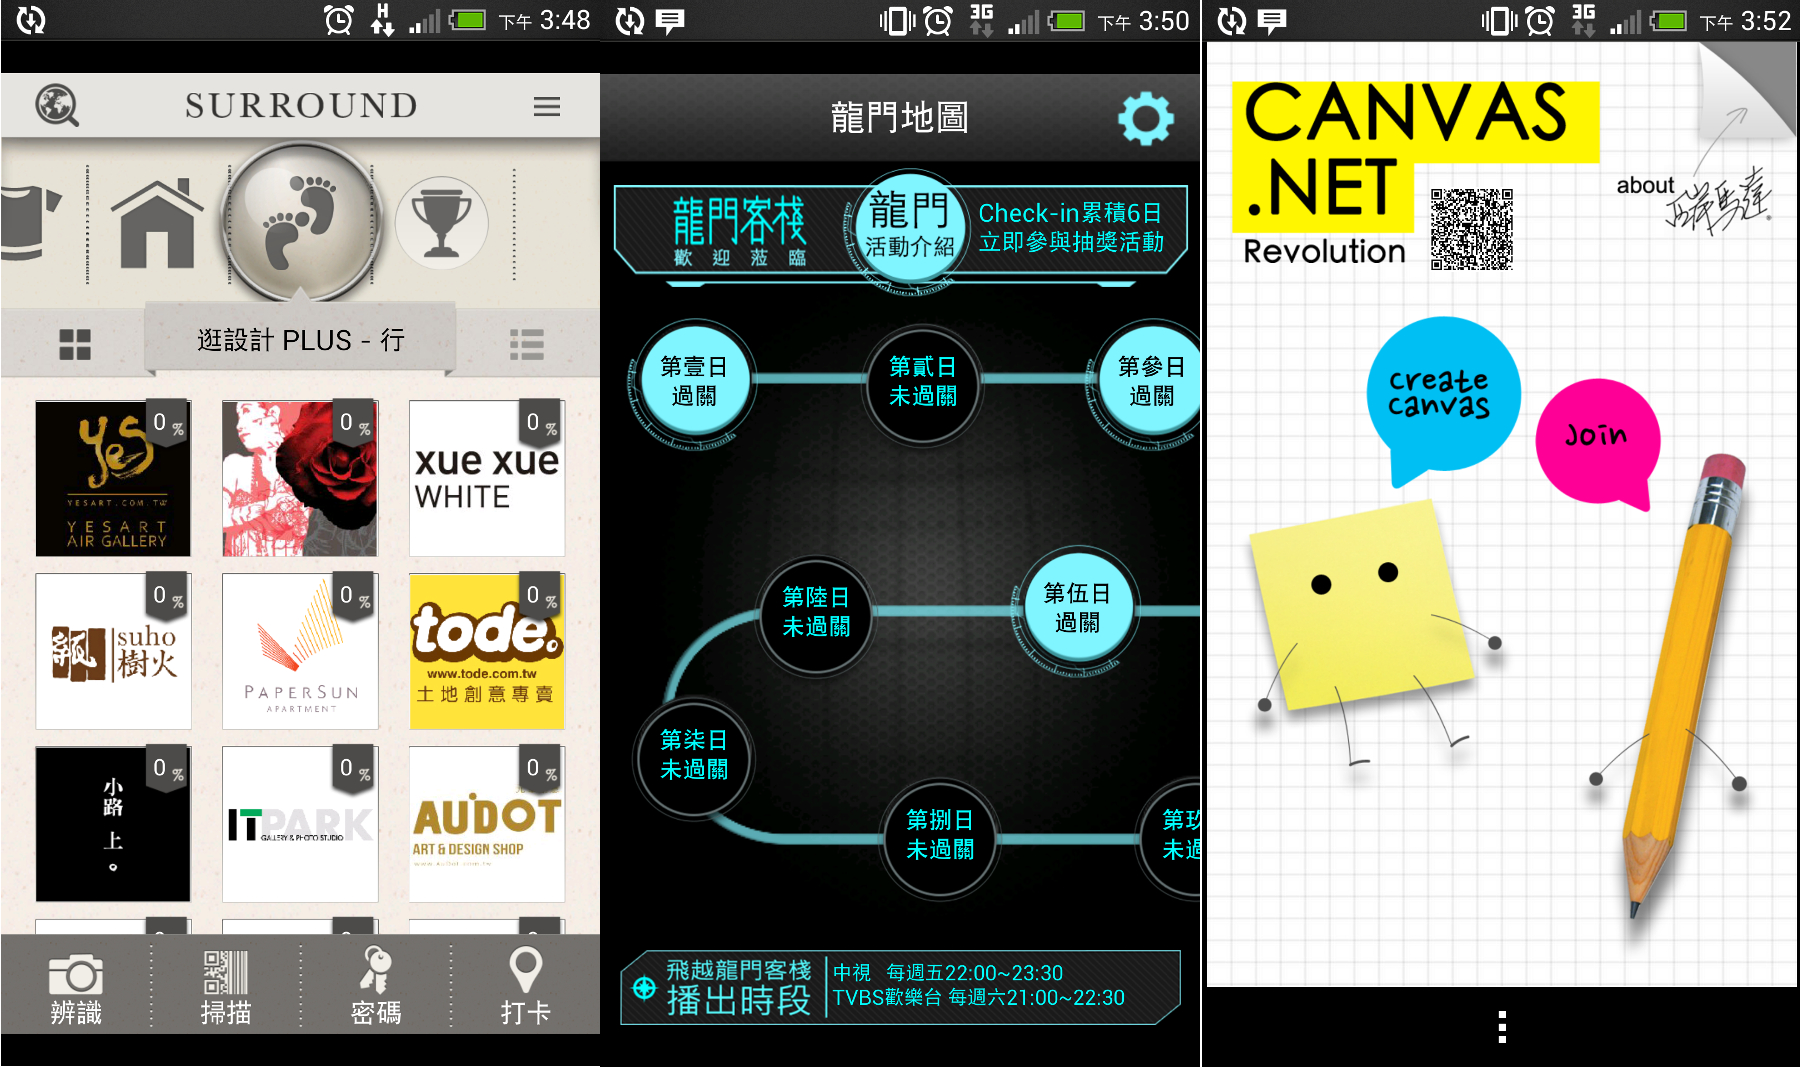 H
下午 3:48
SURROUND
逛設計 PLUS - 行
yes
YESART.COM.TW
YESART
AIR GALLERY
0 %
0 %
xue xue
WHITE
0 %
suho
樹火
0 %
PAPERSUN
APARTMENT
0 %
tode.
www.tode.com.tw
土地創意專賣
0 %
小路上。
0 %
ITPARK
GALLERY & PHOTO STUDIO
0 %
AUDOT
ART & DESIGN SHOP
0 %
辨識
掃描
密碼
打卡
3G
下午 3:50
龍門地圖
龍門客棧
歡迎蒞臨
龍門
活動介紹
Check-in累積6日
立即參與抽獎活動
第壹日
過關
第貳日
未過關
第參日
過關
第陸日
未過關
第伍日
過關
第柒日
未過關
第捌日
未過關
第玖
未過
飛越龍門客棧
播出時段
中視 每週五22:00~23:30
TVBS歡樂台 每週六21:00~22:30
3G
下午 3:52
CANVAS
.NET
Revolution
about
create
canvas
Join